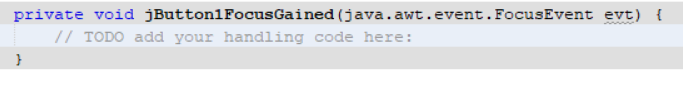 private void jButton1FocusGained(java.awt.event.FocusEvent evt) {
    // TODO add your handling code here:
}